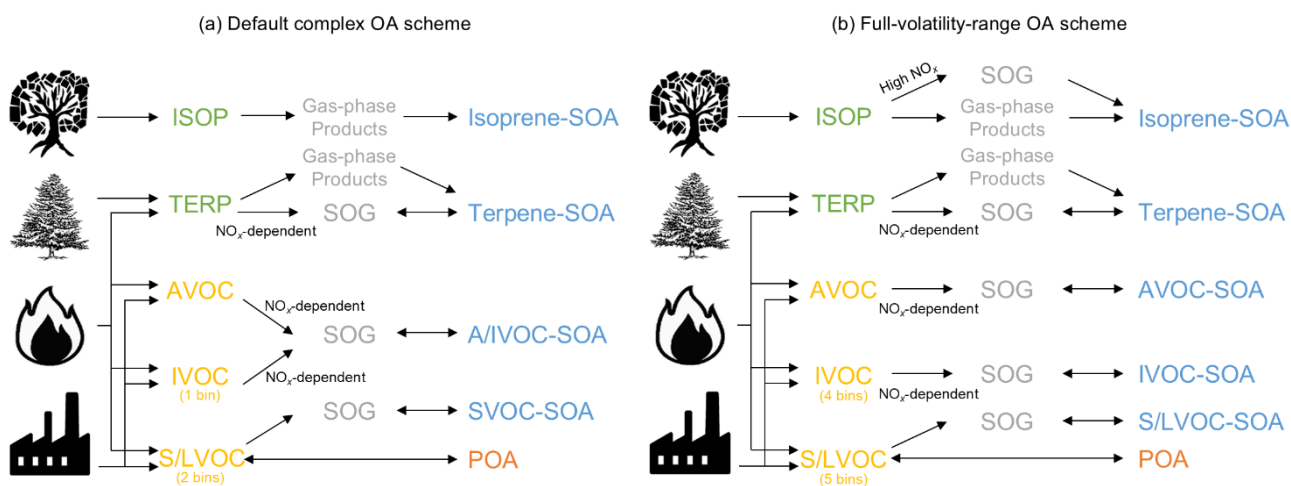 (a) Default complex OA scheme
ISOP
Gas-phase
Products
Isoprene-SOA
Gas-phase
Products
TERP
SOG
Terpene-SOA
NOx-dependent
AVOC
NOx-dependent
SOG
A/IVOC-SOA
IVOC
(1 bin)
NOx-dependent
SOG
SVOC-SOA
S/LVOC
(2 bins)
POA
(b) Full-volatility-range OA scheme
High NOx
SOG
ISOP
Gas-phase
Products
Isoprene-SOA
Gas-phase
Products
TERP
SOG
Terpene-SOA
NOx-dependent
AVOC
SOG
AVOC-SOA
NOx-dependent
IVOC
(4 bins)
SOG
IVOC-SOA
NOx-dependent
SOG
S/LVOC-SOA
S/LVOC
(5 bins)
POA